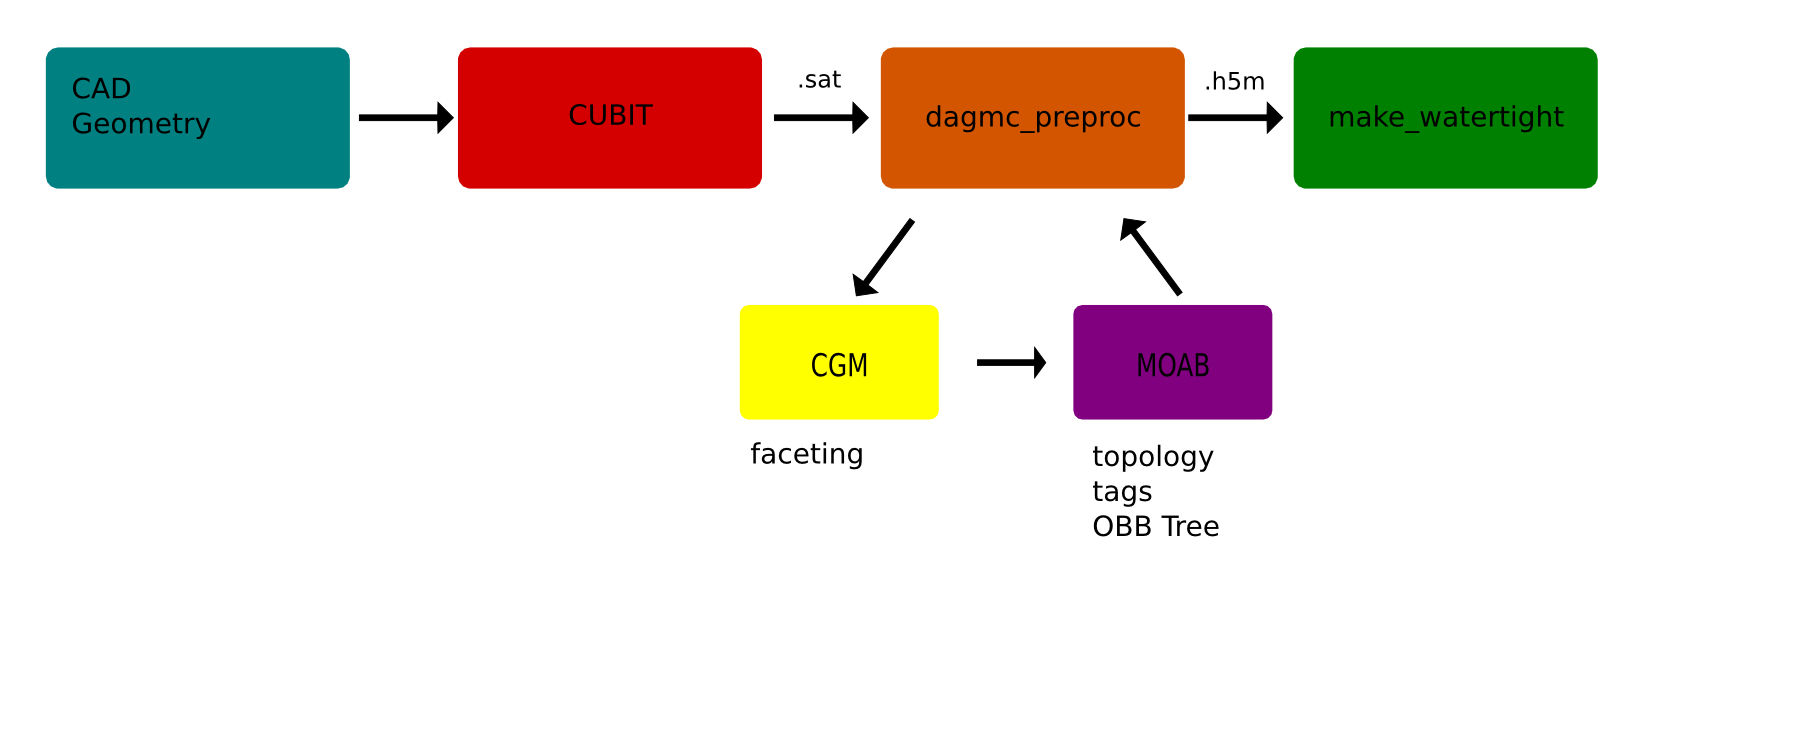 CAD
Geometry
CUBIT
.sat
dagmc_preproc
.h5m
make_watertight
CGM
MOAB
faceting
topology
tags
OBB Tree